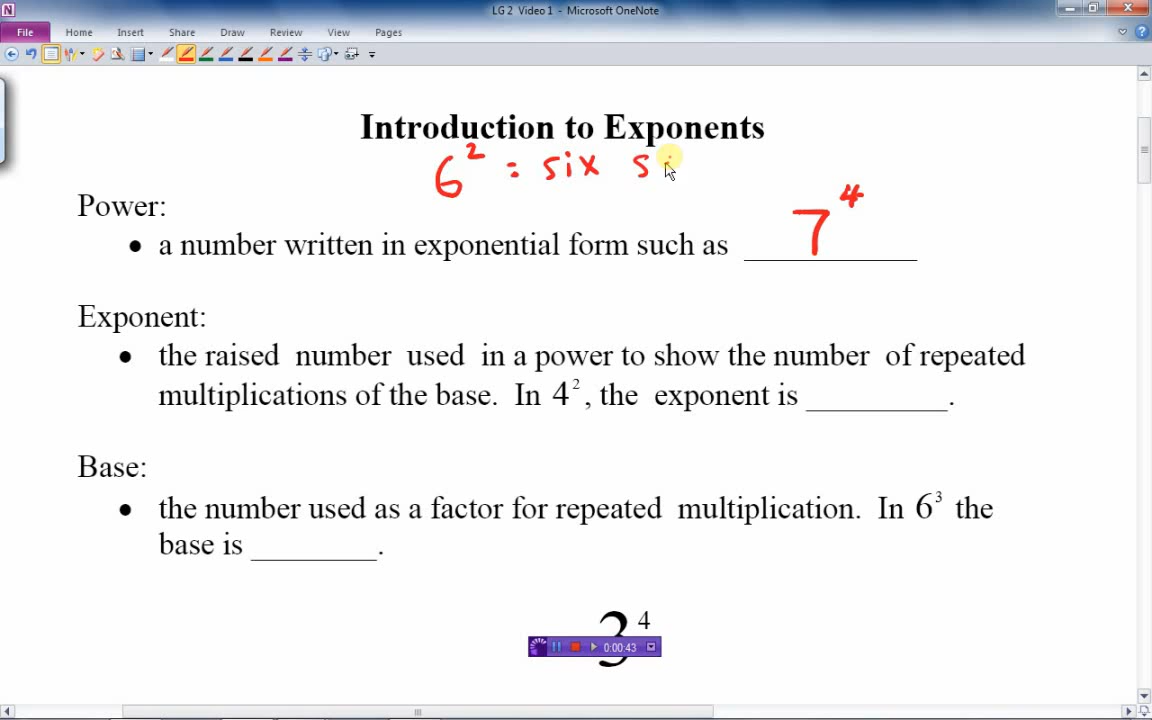 LG 2 Video 1 - Microsoft OneNote
File Home Insert Share Draw Review View Pages
Introduction to Exponents
6² = six s
Power:
• a number written in exponential form such as 7⁴
Exponent:
• the raised number used in a power to show the number of repeated
multiplications of the base. In 4², the exponent is _________.
Base:
• the number used as a factor for repeated multiplication. In 6³ the
base is ________.
3⁴
0:00:43